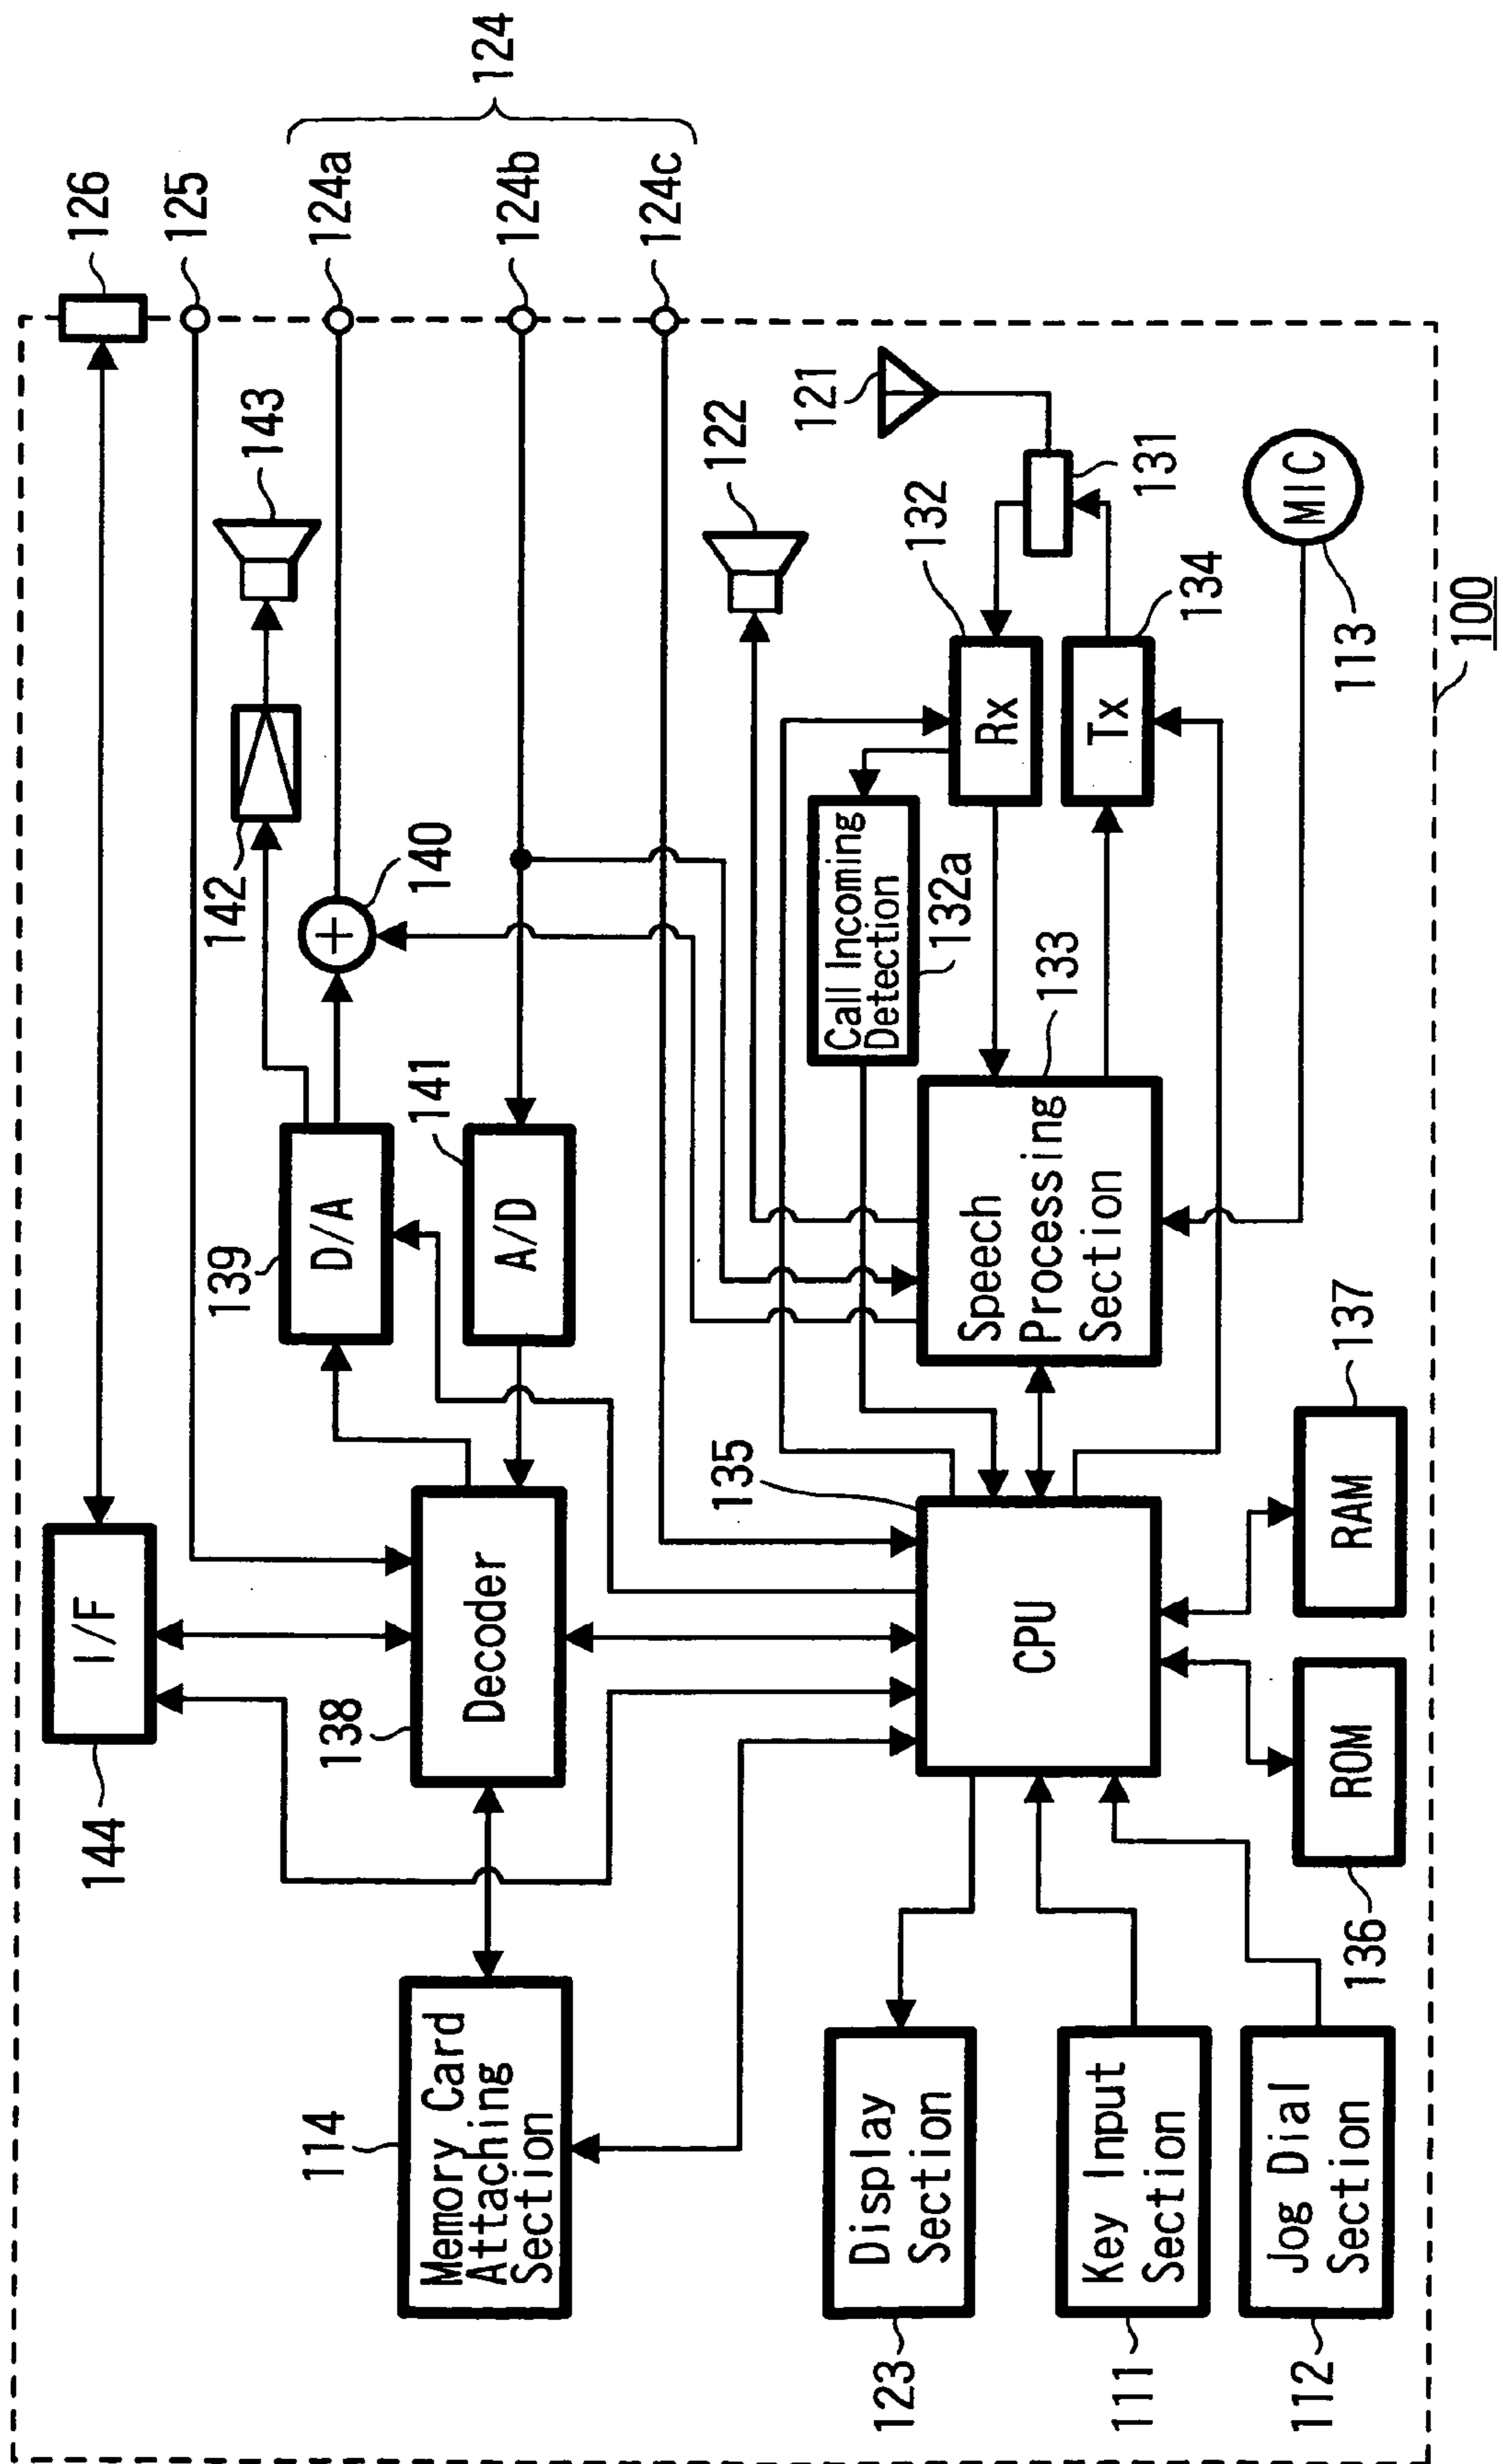 126
125
124a
124
124b
124c
144
I/F
143
142
139
D/A
140
141
A/D
138
Decoder
114
Memory Card
Attaching
Section
122
121
131
132
Rx
134
Tx
Call Incoming
Detection
132a
133
Speech
Processing
Section
MIC
113
135
CPU
123
Display
Section
111
Key Input
Section
112
Jog Dial
Section
136
ROM
137
RAM
100